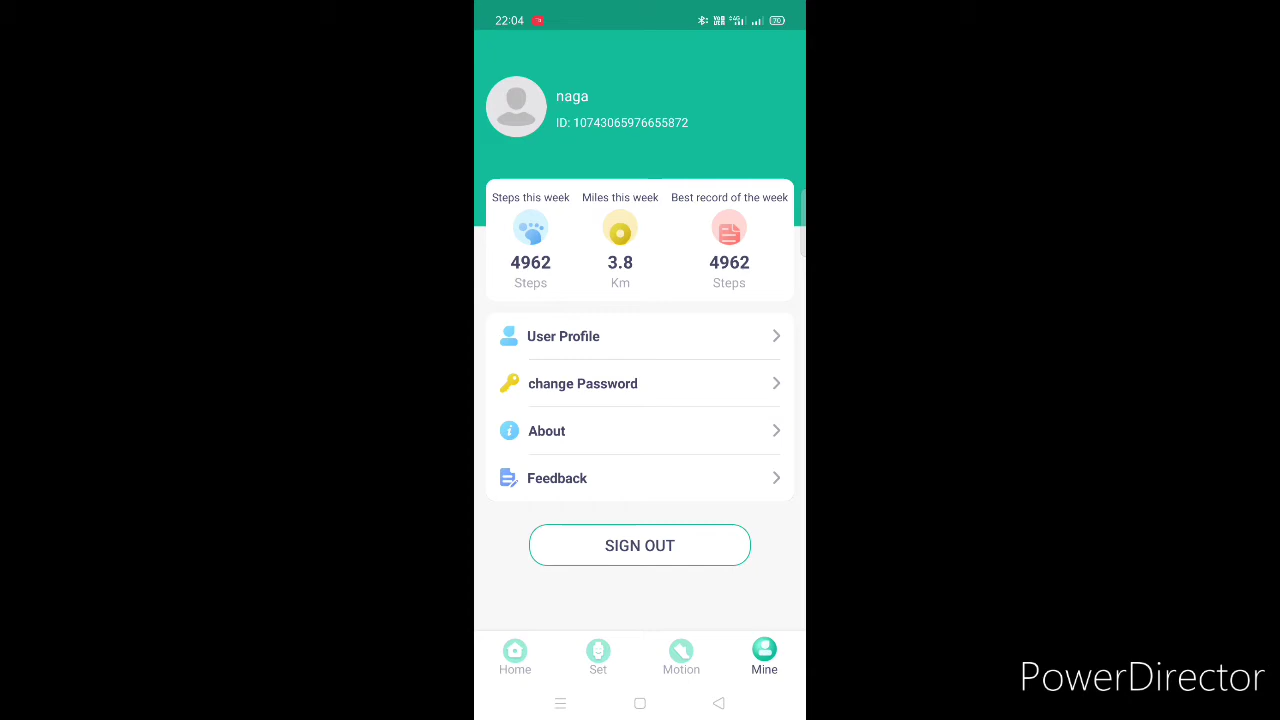 22:04
70
naga
ID: 10743065976655872
Steps this week Miles this week Best record of the week
4962 3.8 4962
Steps Km Steps
User Profile
change Password
About
Feedback
SIGN OUT
Home Set Motion Mine
PowerDirector